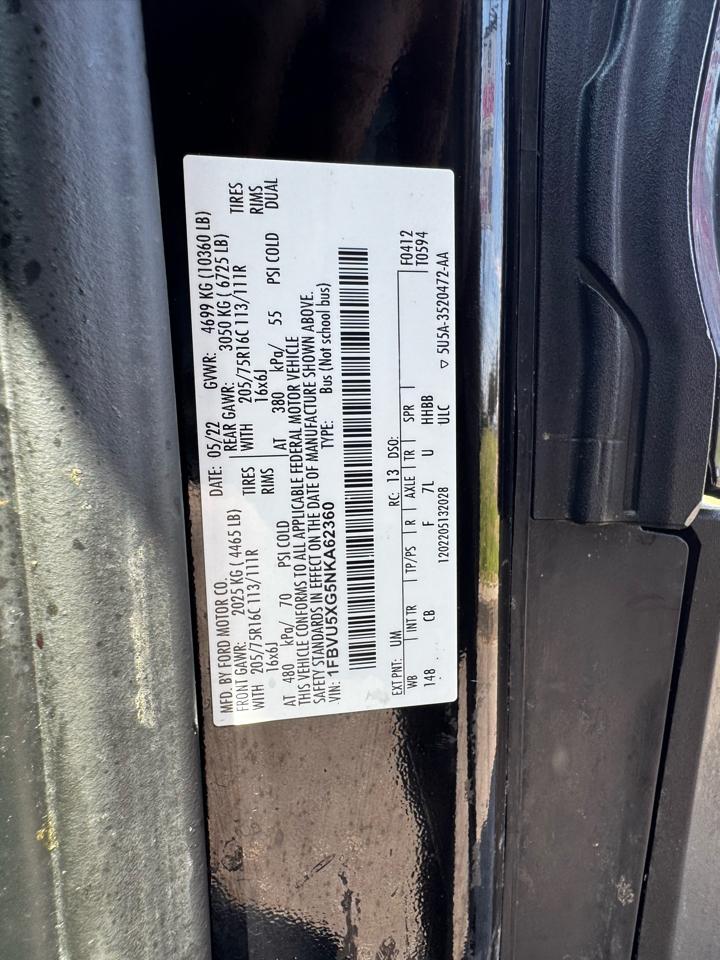 MFD. BY FORD MOTOR CO.
DATE: 05/22 GVWR: 4699 KG (10360 LB)
FRONT GAWR: 2025 KG ( 4465 LB) REAR GAWR: 3050 KG ( 6725 LB)
WITH 205/75R16C 113/111R TIRES WITH 205/75R16C 113/111R TIRES
16x6J RIMS 16x6J RIMS
AT 480 kPa/ 70 PSI COLD AT 380 kPa/ 55 PSI COLD DUAL
THIS VEHICLE CONFORMS TO ALL APPLICABLE FEDERAL MOTOR VEHICLE
SAFETY STANDARDS IN EFFECT ON THE DATE OF MANUFACTURE SHOWN ABOVE.
VIN: 1FBVU5XG5NKA62360 TYPE: Bus (Not school bus)
EXT PNT: UM RC: 13 DSO: F0412
WB INT TR TP/PS R AXLE TR SPR T0594
148 CB F 7L U HHBB
1202205132028 ULC ▽ 5U5A-3520472-AA